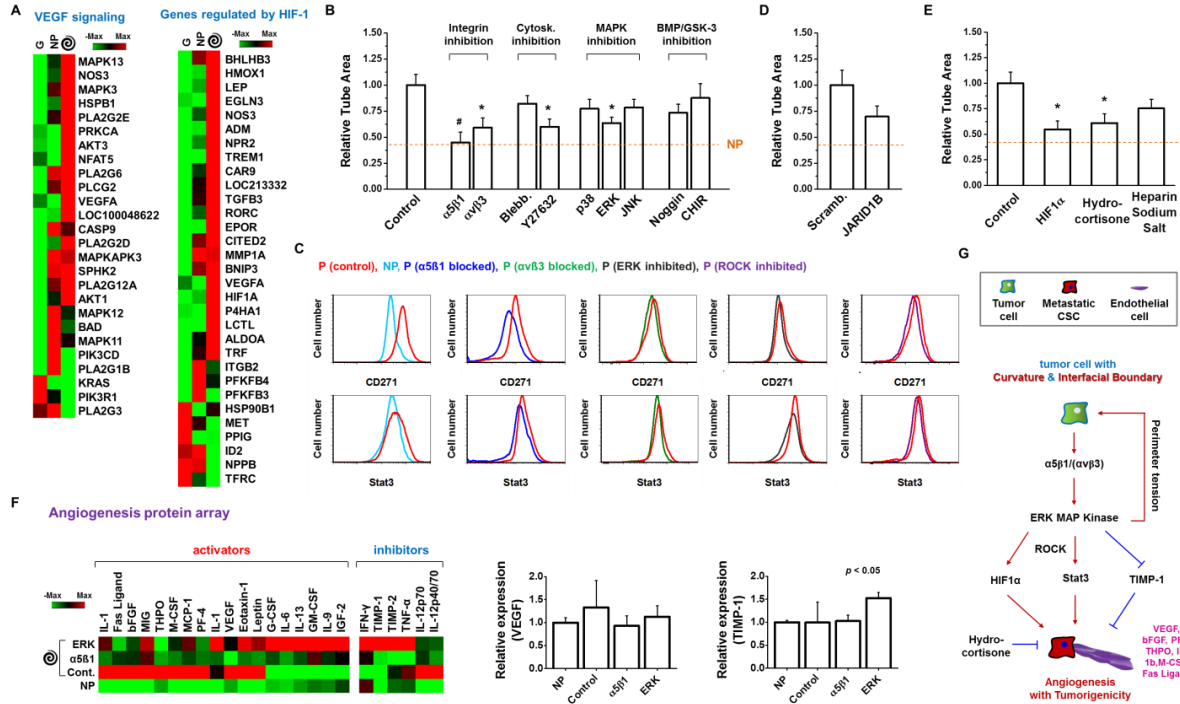 A
VEGF signaling
-Max +Max
G
NP
MAPK13
NOS3
MAPK3
HSPB1
PLA2G2E
PRKCA
AKT3
NFAT5
PLA2G6
PLCG2
VEGFA
LOC100048622
CASP9
PLA2G2D
MAPKAPK3
SPHK2
PLA2G12A
AKT1
MAPK12
BAD
MAPK11
PIK3CD
PLA2G1B
KRAS
PIK3R1
PLA2G3
Genes regulated by HIF-1
-Max +Max
G
NP
BHLHB3
HMOX1
LEP
EGLN3
NOS3
ADM
NPR2
TREM1
CAR9
LOC213332
TGFB3
RORC
EPOR
CITED2
MMP1A
BNIP3
VEGFA
HIF1A
P4HA1
LCTL
ALDOA
TRF
ITGB2
PFKFB4
PFKFB3
HSP90B1
MET
PPIG
ID2
NPPB
TFRC
B
Integrin
inhibition
Cytosk.
inhibition
MAPK
inhibition
BMP/GSK-3
inhibition
Relative Tube Area
1.50
1.25
1.00
0.75
0.50
0.25
0.00
#
*
*
*
NP
Control
α5β1
αvβ3
Blebb.
Y27632
p38
ERK
JNK
Noggin
CHIR
D
Relative Tube Area
1.50
1.25
1.00
0.75
0.50
0.25
0.00
Scramb.
JARID1B
E
Relative Tube Area
1.50
1.25
1.00
0.75
0.50
0.25
0.00
*
*
Control
HIF1α
Hydro-
cortisone
Heparin
Sodium
Salt
C
P (control), NP, P (α5ß1 blocked), P (αvß3 blocked), P (ERK inhibited), P (ROCK inhibited)
Cell number
Cell number
Cell number
Cell number
Cell number
CD271
CD271
CD271
CD271
CD271
Cell number
Cell number
Cell number
Cell number
Cell number
Stat3
Stat3
Stat3
Stat3
Stat3
G
Tumor
cell
Metastatic
CSC
Endothelial
cell
tumor cell with
Curvature & Interfacial Boundary
Perimeter tension
α5β1/(αvβ3)
ERK MAP Kinase
ROCK
HIF1α
Stat3
TIMP-1
Hydro-
cortisone
VEGF,
bFGF, PF
THPO, I
1b,M-CS
Fas Liga
Angiogenesis
with Tumorigenicity
F
Angiogenesis protein array
activators
inhibitors
-Max +Max
IL-1
Fas Ligand
bFGF
MIG
THPO
M-CSF
MCP-1
PF-4
IL-1
VEGF
Eotaxin-1
Leptin
G-CSF
IL-6
IL-13
GM-CSF
IL-9
IGF-2
IFN-γ
TIMP-1
TIMP-2
TNF-α
IL-12p70
IL-12p40/70
ERK
α5ß1
Cont.
NP
Relative expression
(VEGF)
2.0
1.5
1.0
0.5
0.0
NP
Control
α5β1
ERK
Relative expression
(TIMP-1)
2.0
1.5
1.0
0.5
0.0
p < 0.05
NP
Control
α5β1
ERK